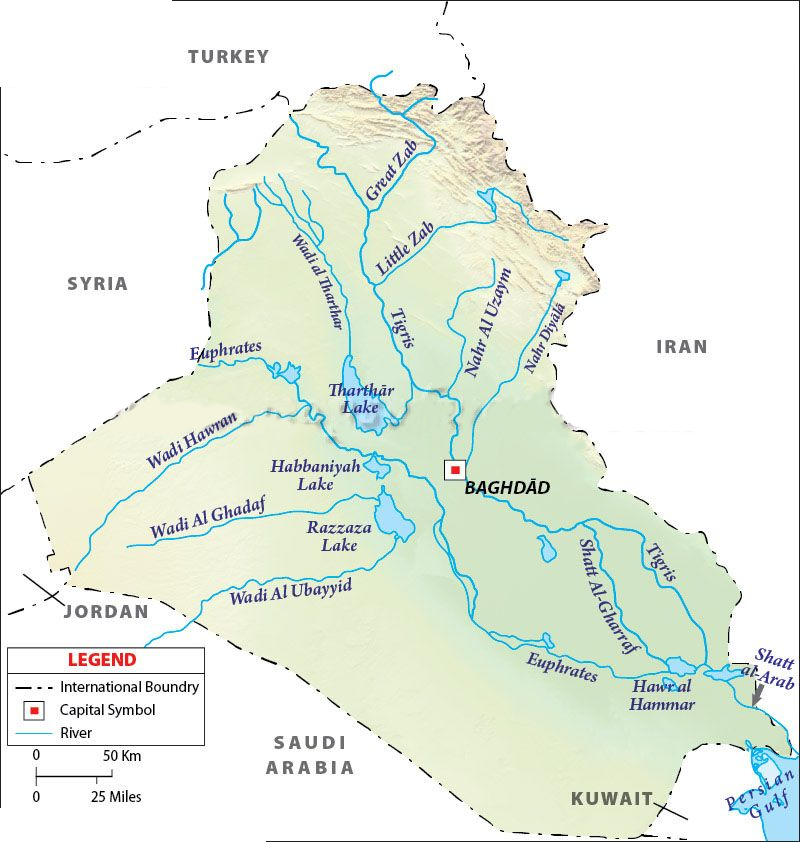 TURKEY
Great Zab
Little Zab
SYRIA
Wadi al Tharthar
Tigris
Nahr Al Uzaym
Nahr Diyālā
IRAN
Euphrates
Tharthār
Lake
Wadi Hawran
Habbaniyah
Lake
BAGHDĀD
Wadi Al Ghadaf
Razzaza
Lake
Shatt Al-Gharraf
Tigris
Wadi Al Ubayyid
JORDAN
Euphrates
Hawr al
Hammar
Shatt
al-Arab
LEGEND
International Boundry
Capital Symbol
River
0 50 Km
0 25 Miles
SAUDI
ARABIA
KUWAIT
Persian
Gulf